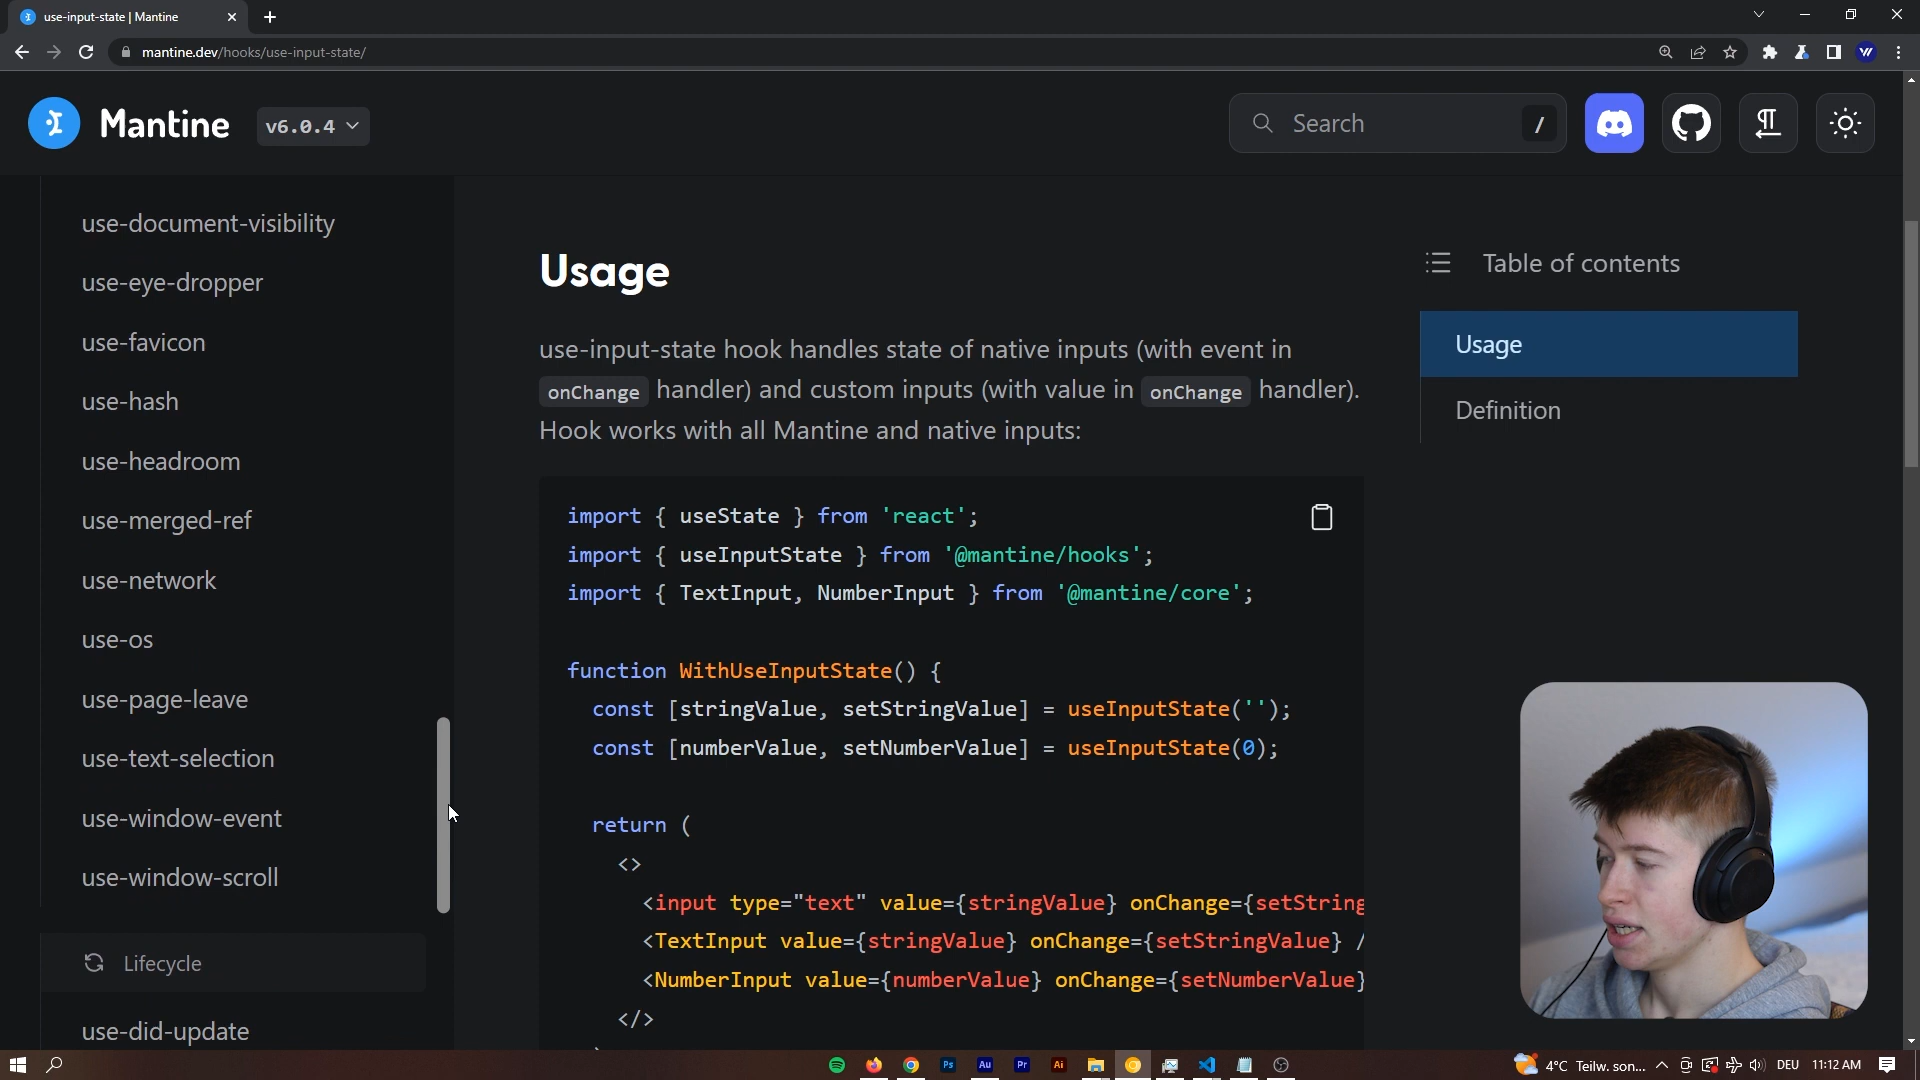 use-input-state | Mantine
mantine.dev/hooks/use-input-state/
Mantine
v6.0.4
Search
/
use-document-visibility
use-eye-dropper
use-favicon
use-hash
use-headroom
use-merged-ref
use-network
use-os
use-page-leave
use-text-selection
use-window-event
use-window-scroll
Lifecycle
use-did-update
Usage
use-input-state hook handles state of native inputs (with event in
onChange handler) and custom inputs (with value in onChange handler).
Hook works with all Mantine and native inputs:
import { useState } from 'react';
import { useInputState } from '@mantine/hooks';
import { TextInput, NumberInput } from '@mantine/core';
function WithUseInputState() {
const [stringValue, setStringValue] = useInputState('');
const [numberValue, setNumberValue] = useInputState(0);
return (
<>
<input type="text" value={stringValue} onChange={setString
<TextInput value={stringValue} onChange={setStringValue} /
<NumberInput value={numberValue} onChange={setNumberValue}
</>
Table of contents
Usage
Definition
Ps
Au
Pr
Ai
4°C Teilw. son...
DEU
11:12 AM